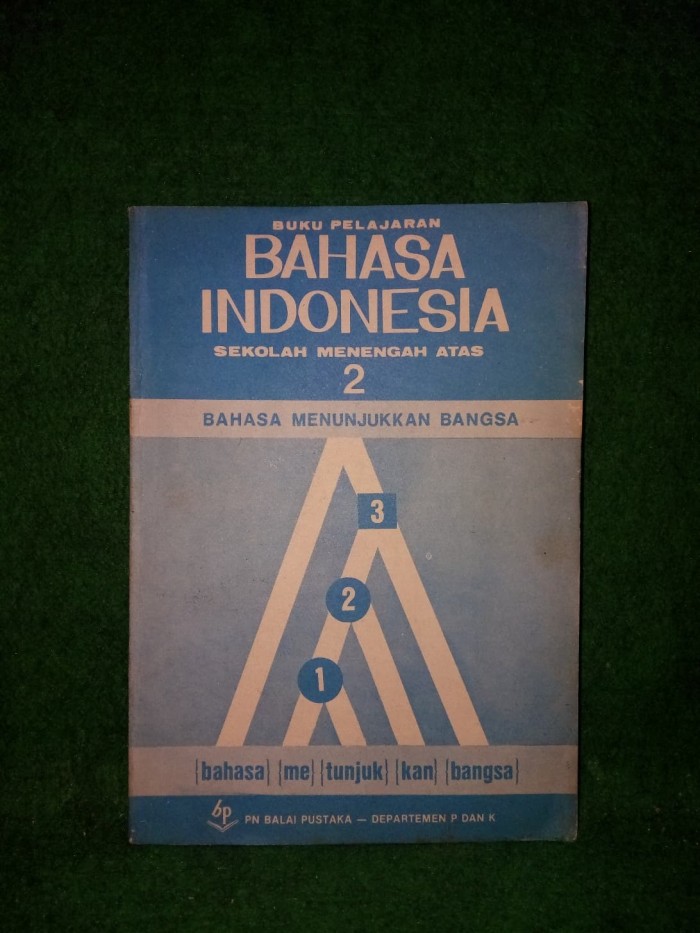 BUKU PELAJARAN
BAHASA
INDONESIA
SEKOLAH MENENGAH ATAS
2
BAHASA MENUNJUKKAN BANGSA
3
2
1
{bahasa} {me} {tunjuk} {kan} {bangsa}
bp PN BALAI PUSTAKA — DEPARTEMEN P DAN K